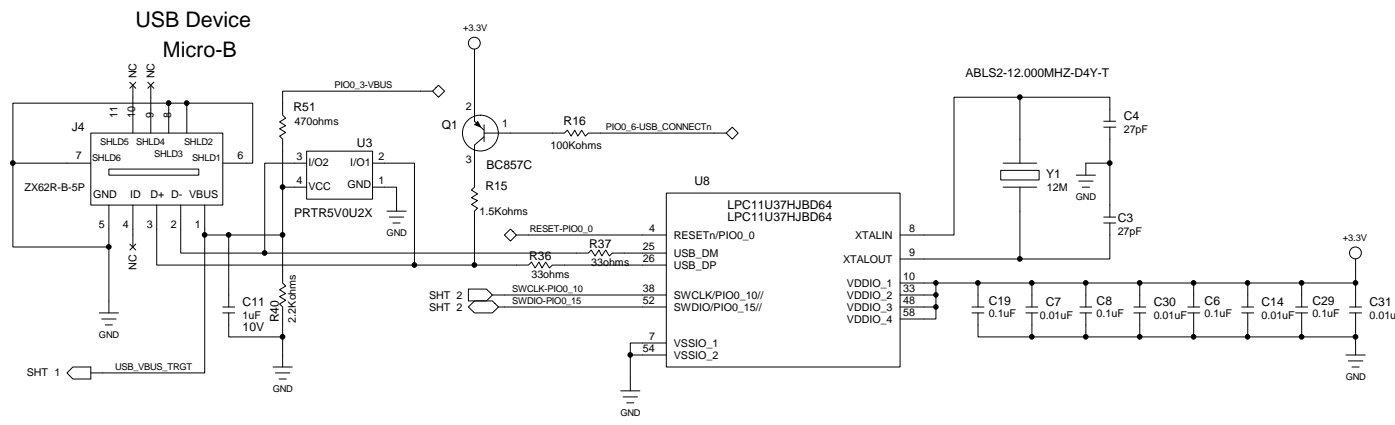 USB Device
Micro-B
NC
NC
11
10
9
8
J4
SHLD5
SHLD4
SHLD3
SHLD2
SHLD6
SHLD1
7
6
ZX62R-B-5P
GND
ID
D+
D-
VBUS
5
4
3
2
1
NC
GND
SHT 1
USB_VBUS_TRGT
C11
1uF
10V
R40
2.2Kohms
GND
PIO0_3-VBUS
R51
470ohms
U3
3
I/O2
I/O1
2
4
VCC
GND
1
PRTR5V0U2X
GND
+3.3V
2
Q1
1
3
BC857C
R16
100Kohms
PIO0_6-USB_CONNECTn
R15
1.5Kohms
RESET-PIO0_0
R37
33ohms
R36
33ohms
SHT 2
SWCLK-PIO0_10
SHT 2
SWDIO-PIO0_15
U8
LPC11U37HJBD64
LPC11U37HJBD64
4
RESETn/PIO0_0
25
USB_DM
26
USB_DP
38
SWCLK/PIO0_10//
52
SWDIO/PIO0_15//
7
VSSIO_1
54
VSSIO_2
GND
XTALIN
8
XTALOUT
9
VDDIO_1
10
VDDIO_2
33
VDDIO_3
48
VDDIO_4
58
ABLS2-12.000MHZ-D4Y-T
Y1
12M
C4
27pF
GND
C3
27pF
+3.3V
C19
0.1uF
C7
0.01uF
C8
0.1uF
C30
0.01uF
C6
0.1uF
C14
0.01uF
C29
0.1uF
C31
0.01u
GND